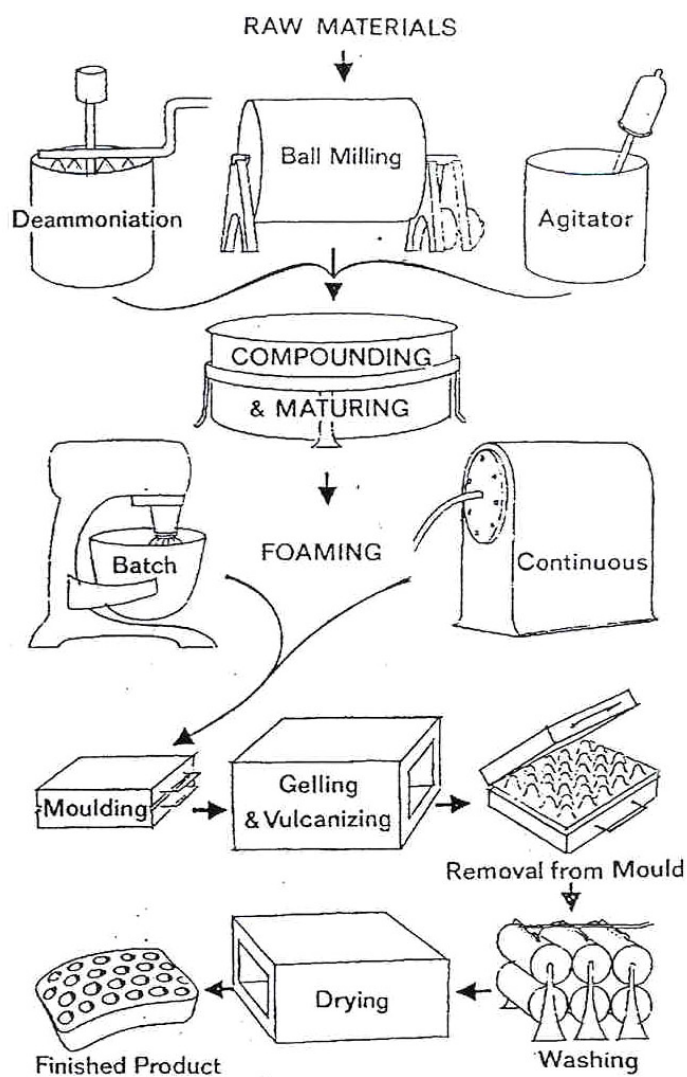 RAW MATERIALS
Deammoniation
Ball Milling
Agitator
COMPOUNDING
& MATURING
Batch
FOAMING
Continuous
Moulding
Gelling
& Vulcanizing
Removal from Mould
Finished Product
Drying
Washing